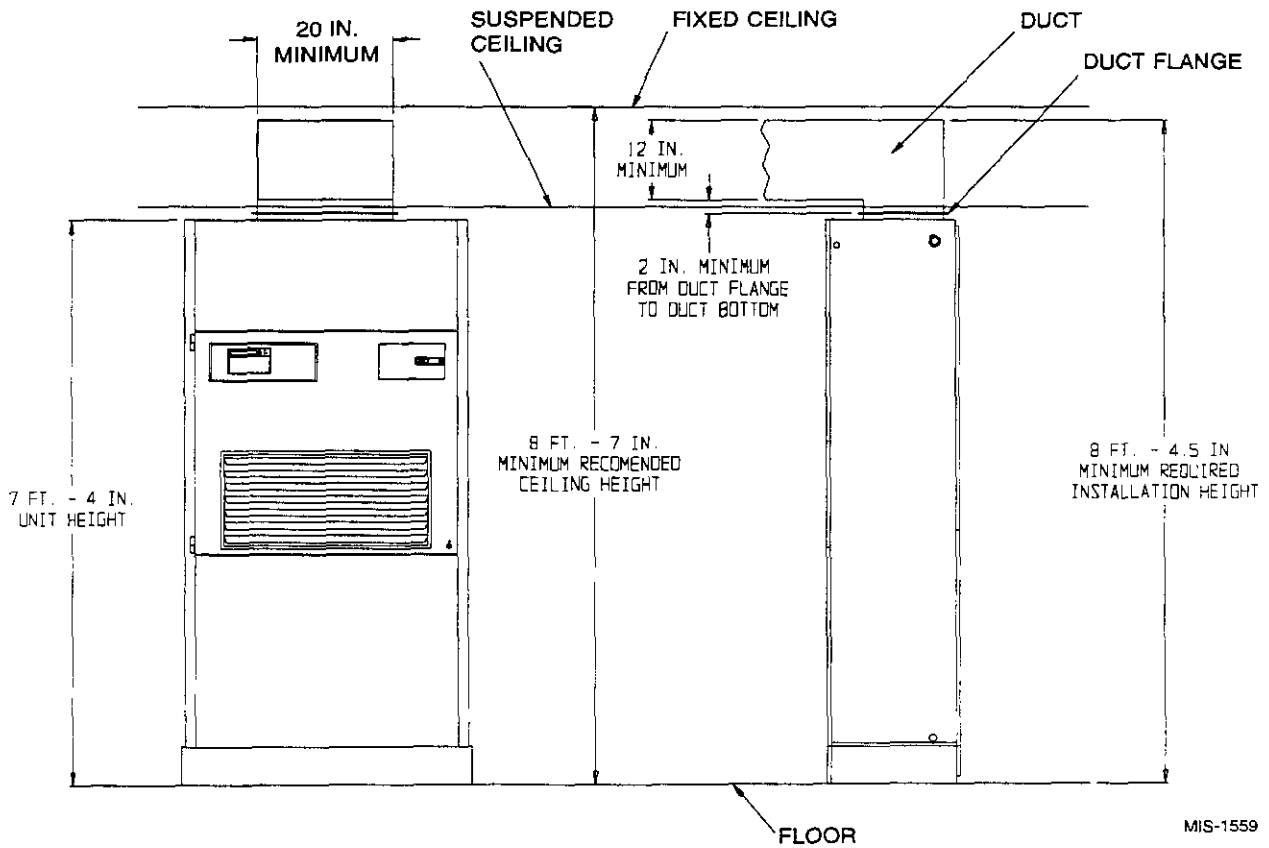 20 IN.
MINIMUM
SUSPENDED
CEILING
FIXED CEILING
DUCT
DUCT FLANGE
12 IN.
MINIMUM
2 IN. MINIMUM
FROM DUCT FLANGE
TO DUCT BOTTOM
7 FT. - 4 IN.
UNIT HEIGHT
8 FT. - 7 IN.
MINIMUM RECOMENDED
CEILING HEIGHT
8 FT. - 4.5 IN
MINIMUM REQUIRED
INSTALLATION HEIGHT
FLOOR
MIS-1559